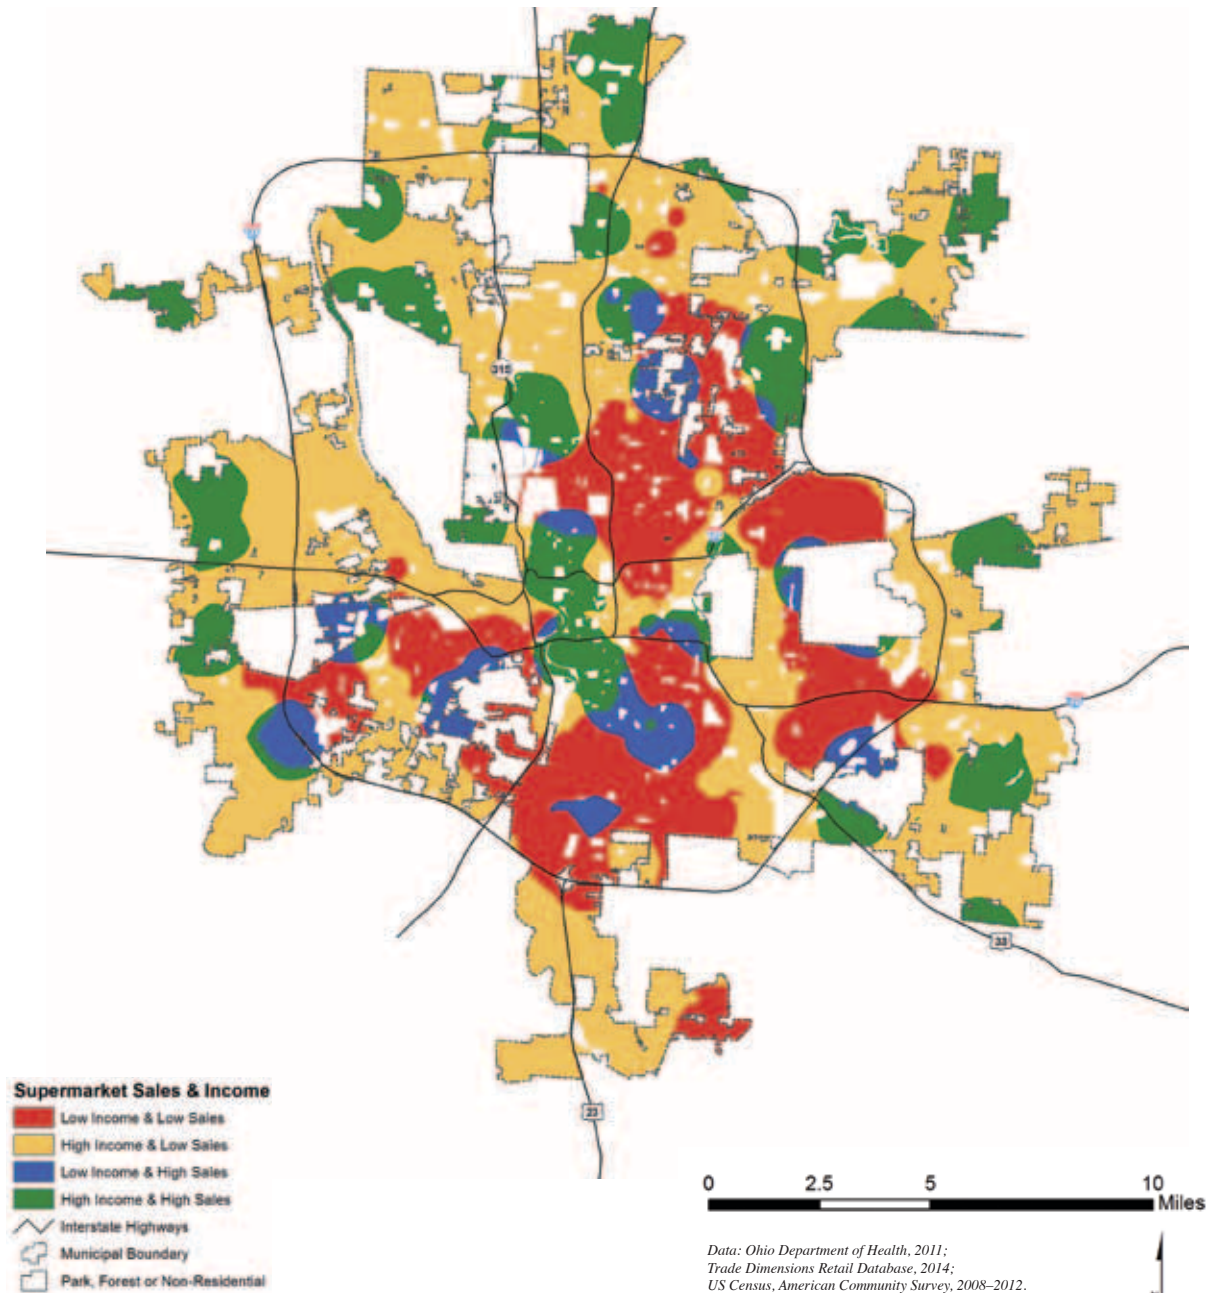 315
33
23
Supermarket Sales & Income
Low Income & Low Sales
High Income & Low Sales
Low Income & High Sales
High Income & High Sales
Interstate Highways
Municipal Boundary
Park, Forest or Non-Residential
0 2.5 5 10
Miles
Data: Ohio Department of Health, 2011;
Trade Dimensions Retail Database, 2014;
US Census, American Community Survey, 2008–2012.